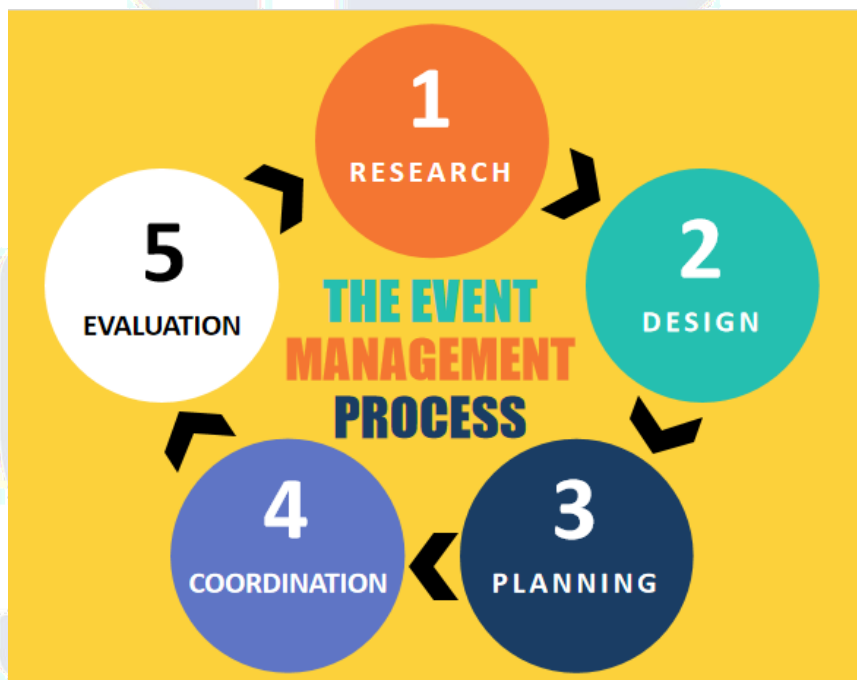 1
RESEARCH
2
DESIGN
3
PLANNING
4
COORDINATION
5
EVALUATION
THE EVENT
MANAGEMENT
PROCESS